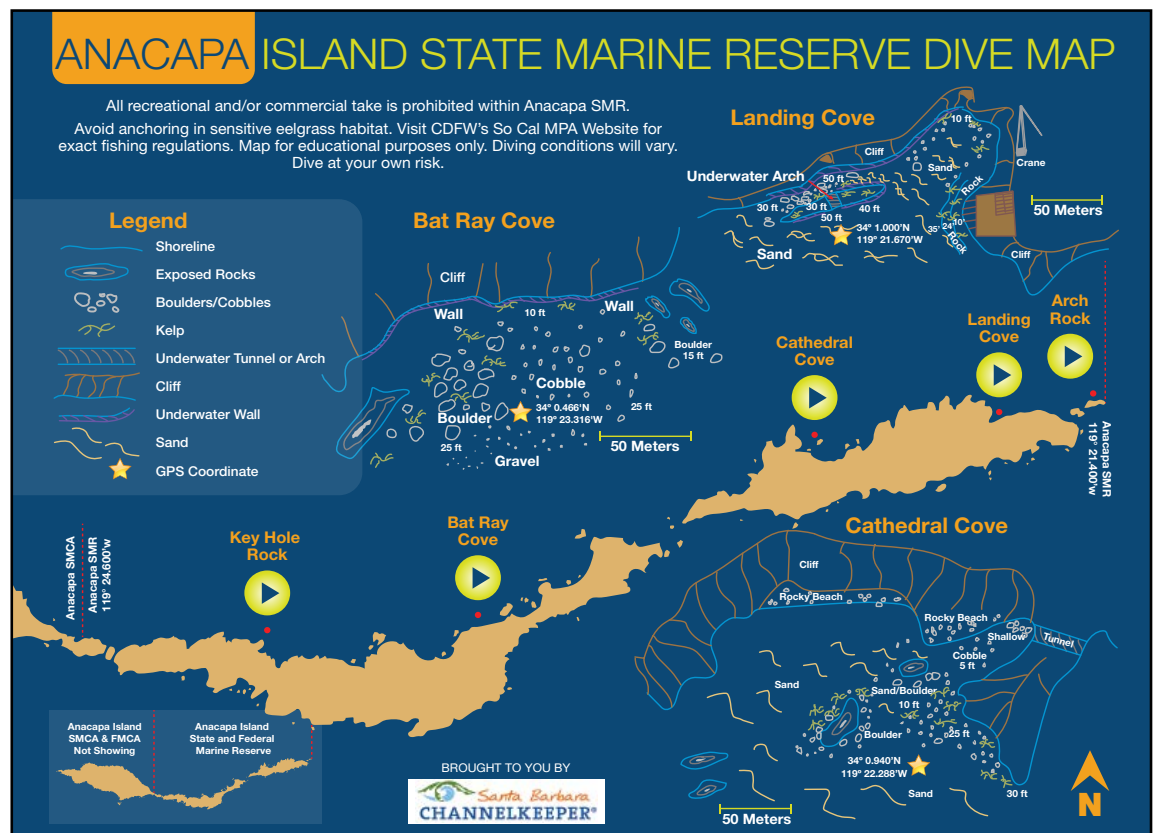 ANACAPA ISLAND STATE MARINE RESERVE DIVE MAP
All recreational and/or commercial take is prohibited within Anacapa SMR.
Avoid anchoring in sensitive eelgrass habitat. Visit CDFW's So Cal MPA Website for
exact fishing regulations. Map for educational purposes only. Diving conditions will vary.
Dive at your own risk.
Legend
Shoreline
Exposed Rocks
Boulders/Cobbles
Kelp
Underwater Tunnel or Arch
Cliff
Underwater Wall
Sand
GPS Coordinate
Bat Ray Cove
Cliff
Wall
10 ft
Wall
Boulder
15 ft
Cobble
25 ft
34° 0.466'N
119° 23.316'W
Boulder
25 ft
Gravel
50 Meters
Landing Cove
10 ft
Cliff
Crane
Sand
Underwater Arch
50 ft
Rock
30 ft
30 ft
40 ft
50 ft
50 Meters
34° 1.000'N
119° 21.670'W
35'
24'
10'
Rock
Sand
Cliff
Arch
Rock
Landing
Cove
Cathedral
Cove
Anacapa SMR
119° 21.400'w
Bat Ray
Cove
Key Hole
Rock
Anacapa SMCA
Anacapa SMR
119° 24.600'w
Cathedral Cove
Cliff
Rocky Beach
Rocky Beach
Shallow
Tunnel
Cobble
5 ft
Sand
Sand/Boulder
10 ft
Boulder
25 ft
34° 0.940'N
119° 22.288'W
Sand
30 ft
50 Meters
N
Anacapa Island
SMCA & FMCA
Not Showing
Anacapa Island
State and Federal
Marine Reserve
BROUGHT TO YOU BY
Santa Barbara
CHANNELKEEPER®